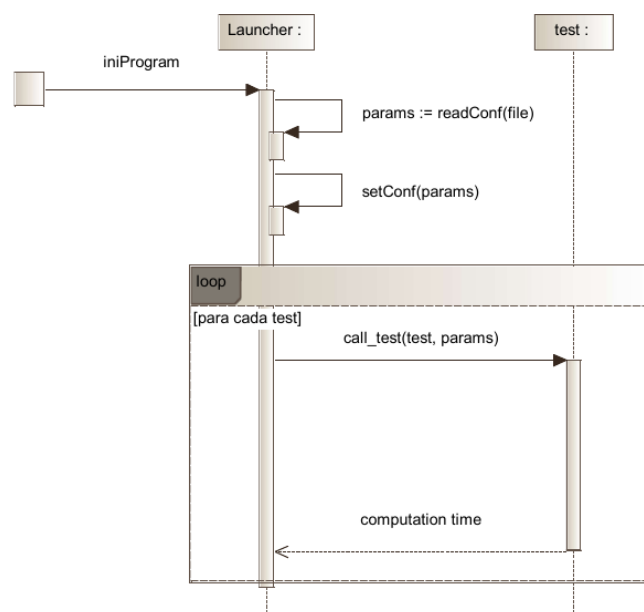 Launcher :
test :
iniProgram
params := readConf(file)
setConf(params)
loop
[para cada test]
call_test(test, params)
computation time